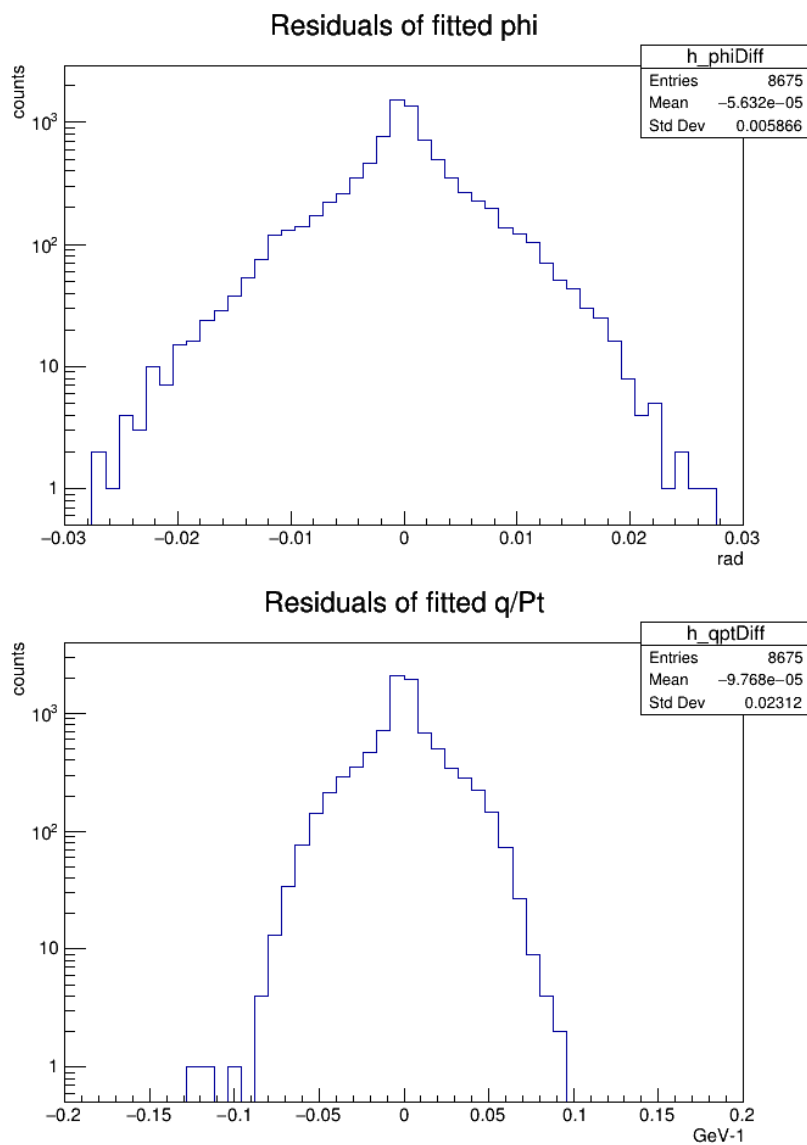 Residuals of fitted phi
h_phiDiff
Entries 8675
Mean −5.632e−05
Std Dev 0.005866
counts
10³
10²
10
1
−0.03 −0.02 −0.01 0 0.01 0.02 0.03
rad
Residuals of fitted q/Pt
h_qptDiff
Entries 8675
Mean −9.768e−05
Std Dev 0.02312
counts
10³
10²
10
1
−0.2 −0.15 −0.1 −0.05 0 0.05 0.1 0.15 0.2
GeV-1